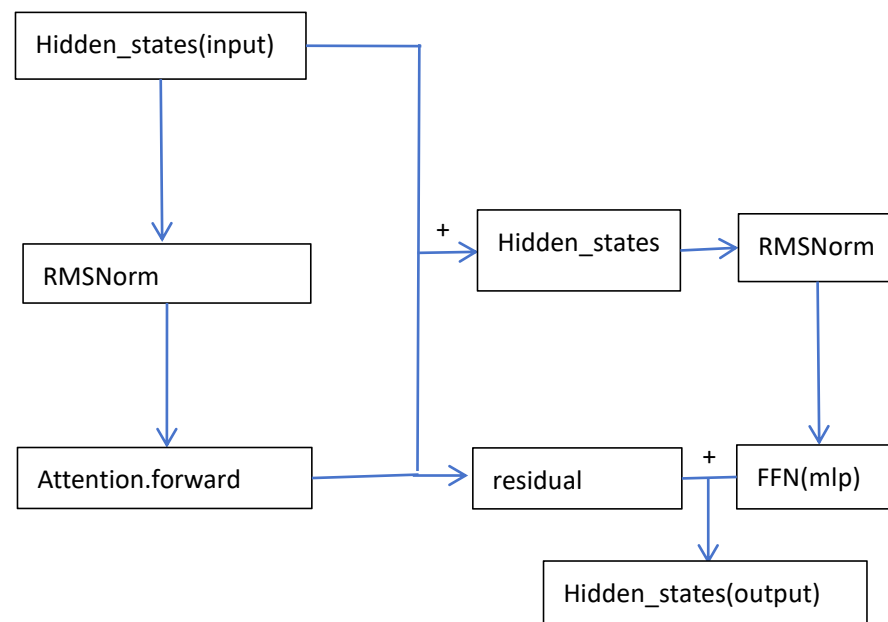 Hidden_states(input)
+
Hidden_states
RMSNorm
RMSNorm
Attention.forward
residual
+
FFN(mlp)
Hidden_states(output)